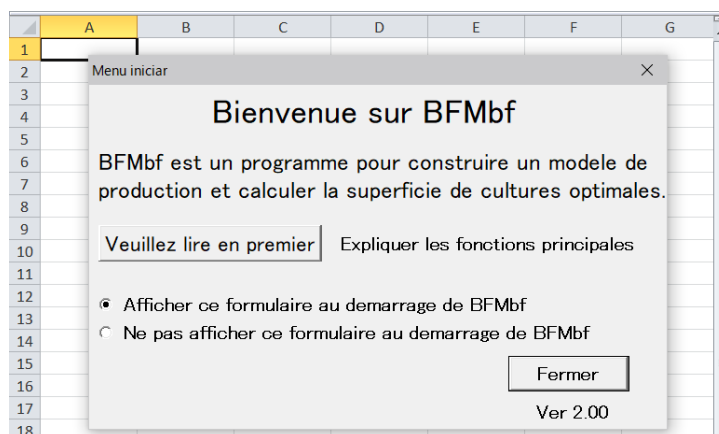 A B C D E F G
1
2
Menu iniciar
3
4
Bienvenue sur BFMbf
5
6
BFMbf est un programme pour construire un modele de
7
production et calculer la superficie de cultures optimales.
8
9
Veuillez lire en premier Expliquer les fonctions principales
10
11
12
Afficher ce formulaire au demarrage de BFMbf
13
Ne pas afficher ce formulaire au demarrage de BFMbf
14
15
Fermer
16
17
Ver 2.00
18